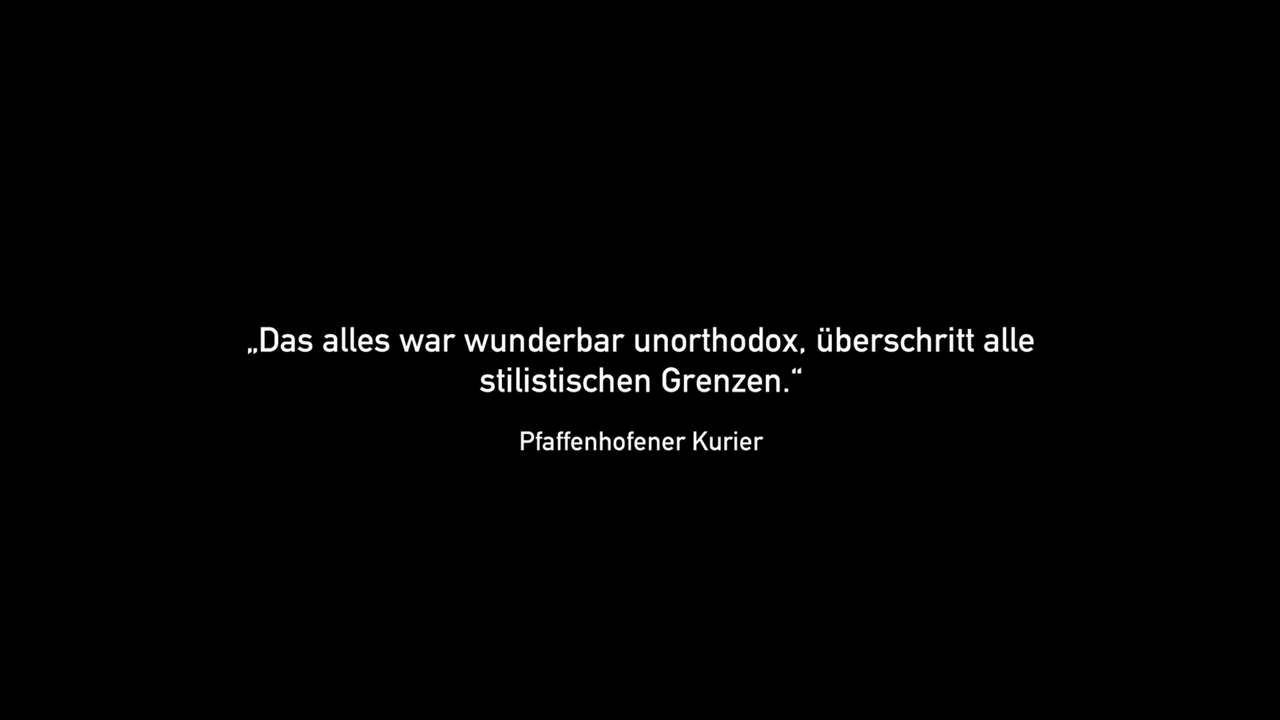 „Das alles war wunderbar unorthodox, überschritt alle
stilistischen Grenzen.“
Pfaffenhofener Kurier